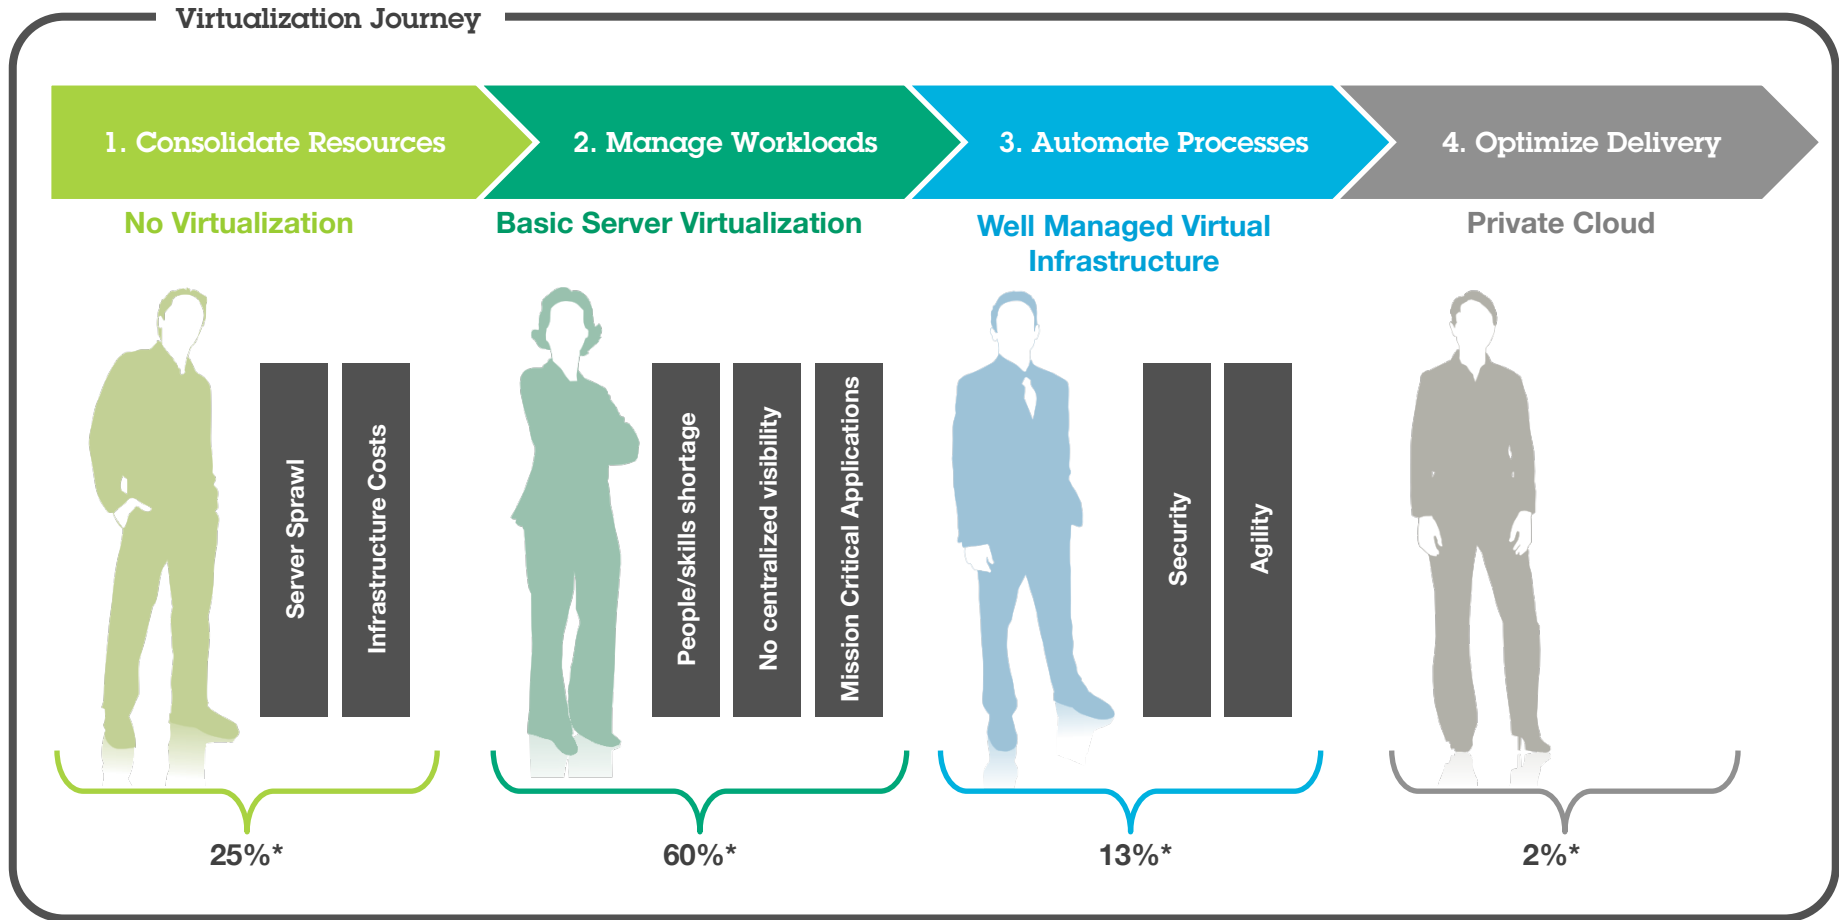 Virtualization Journey
1. Consolidate Resources
2. Manage Workloads
3. Automate Processes
4. Optimize Delivery
No Virtualization
Basic Server Virtualization
Well Managed Virtual
Infrastructure
Private Cloud
Server Sprawl
Infrastructure Costs
People/skills shortage
No centralized visibility
Mission Critical Applications
Security
Agility
25%*
60%*
13%*
2%*